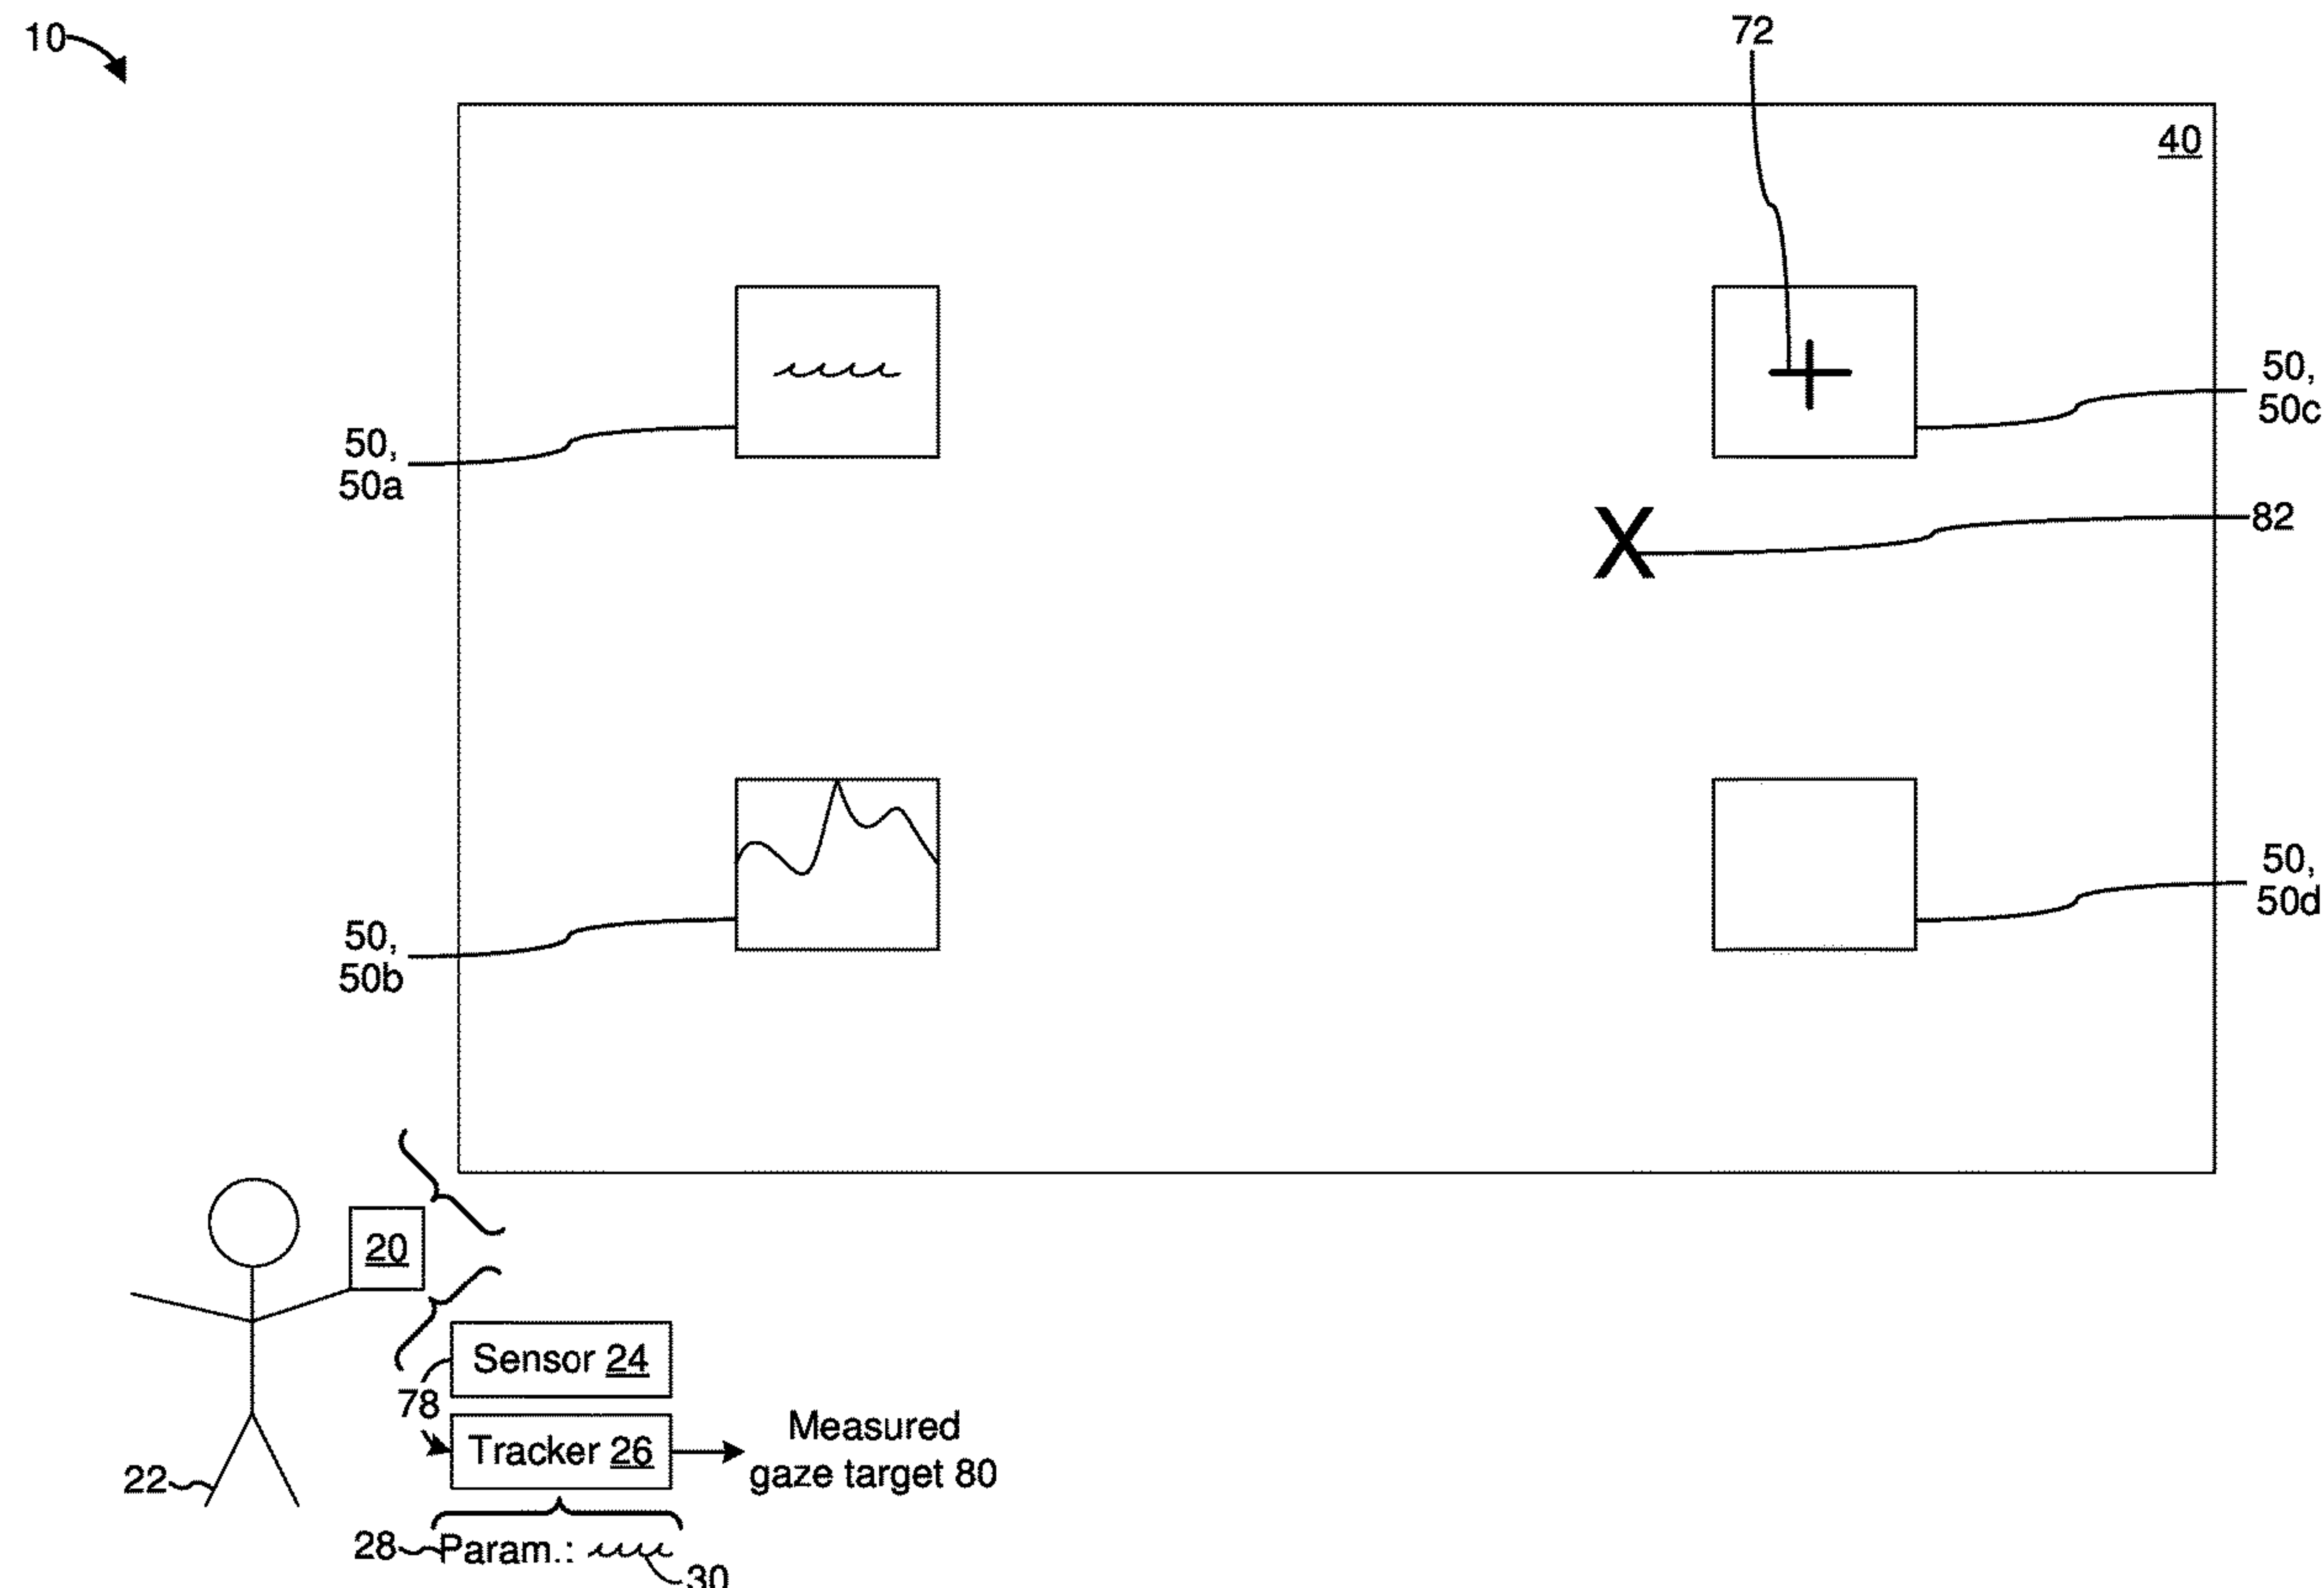 10
72
40
50,
50c
50,
50a
82
X
50,
50d
50,
50b
20
Sensor 24
78
Tracker 26
Measured
gaze target 80
22
28
Param.:
30